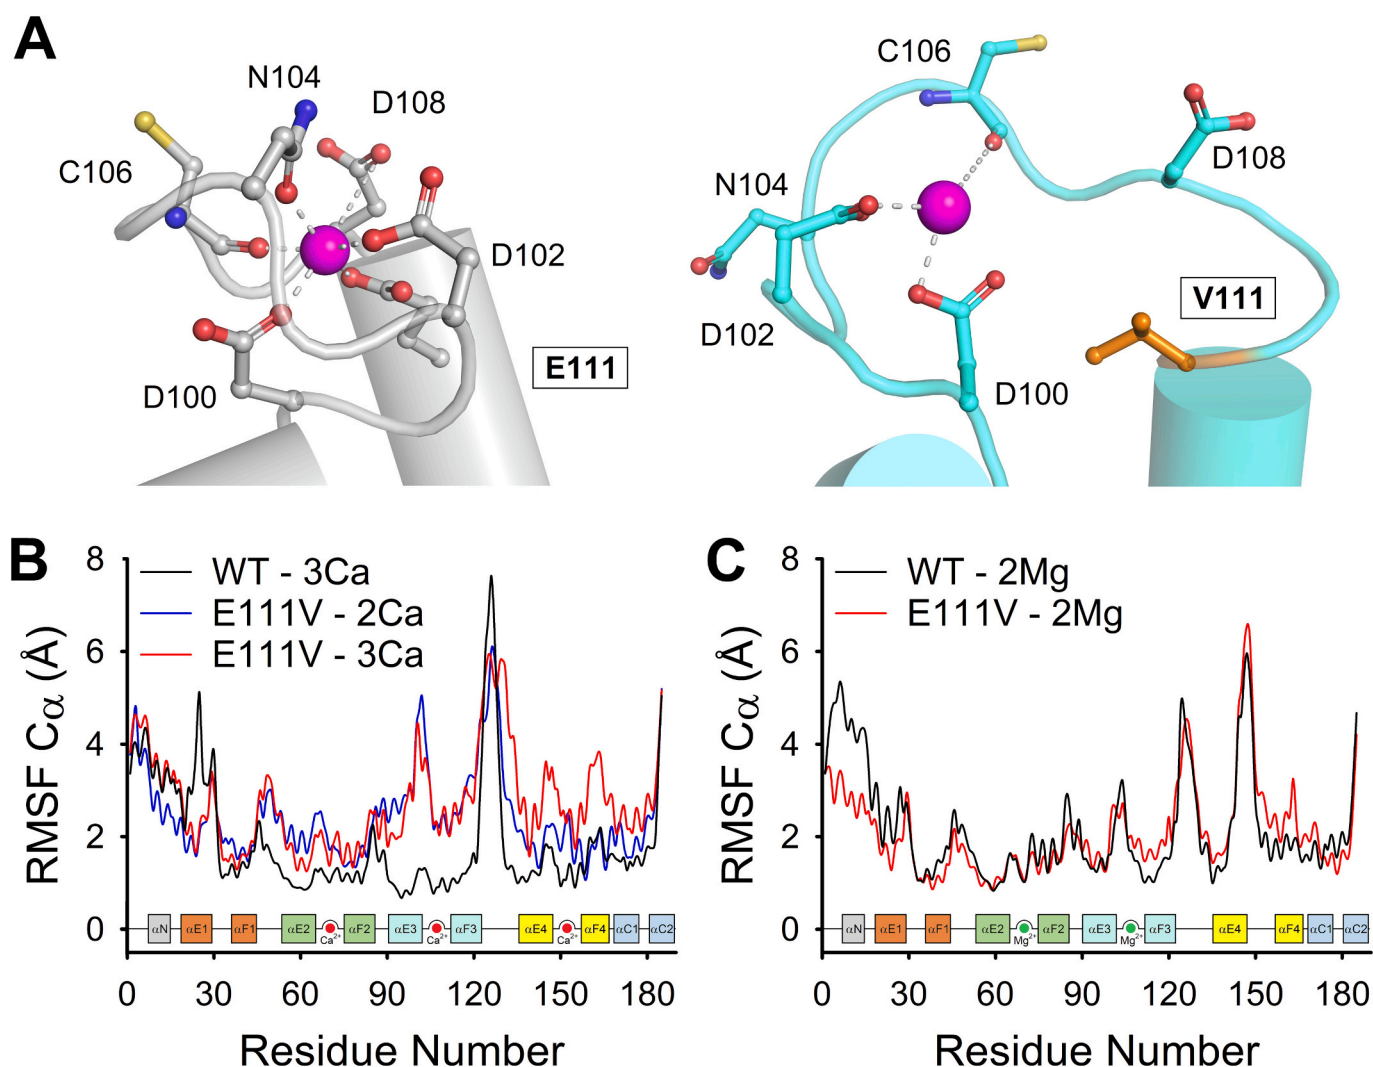 A
N104
D108
C106
D102
D100
E111
C106
D108
N104
V111
D102
D100
B
WT - 3Ca
E111V - 2Ca
E111V - 3Ca
RMSF Cα (Å)
8
6
4
2
0
αN αE1 αF1 αE2 Ca²⁺ αF2 αE3 Ca²⁺ αF3 αE4 Ca²⁺ αF4 αC1 αC2
0 30 60 90 120 150 180
Residue Number
C
WT - 2Mg
E111V - 2Mg
RMSF Cα (Å)
8
6
4
2
0
αN αE1 αF1 αE2 Mg²⁺ αF2 αE3 Mg²⁺ αF3 αE4 αF4 αC1 αC2
0 30 60 90 120 150 180
Residue Number